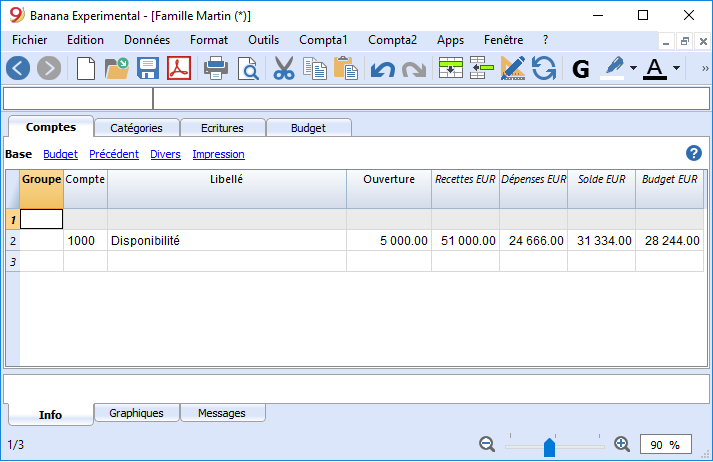 Banana Experimental - [Famille Martin (*)]
Fichier Edition Données Format Outils Compta1 Compta2 Apps Fenêtre ?
G A »
Comptes Catégories Ecritures Budget
Base Budget Précédent Divers Impression ?
Groupe Compte Libellé Ouverture Recettes EUR Dépenses EUR Solde EUR Budget EUR
1
2 1000 Disponibilité 5 000.00 51 000.00 24 666.00 31 334.00 28 244.00
3
Info Graphiques Messages
1/3 90 %